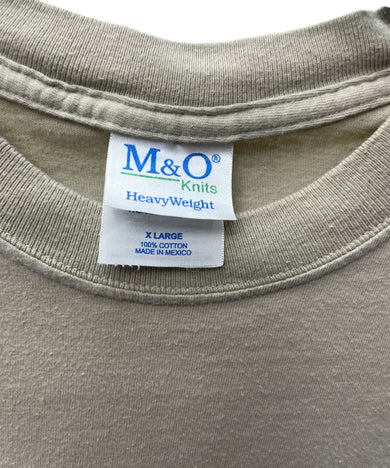 M&O®
Knits
HeavyWeight
X LARGE
100% COTTON
MADE IN MEXICO